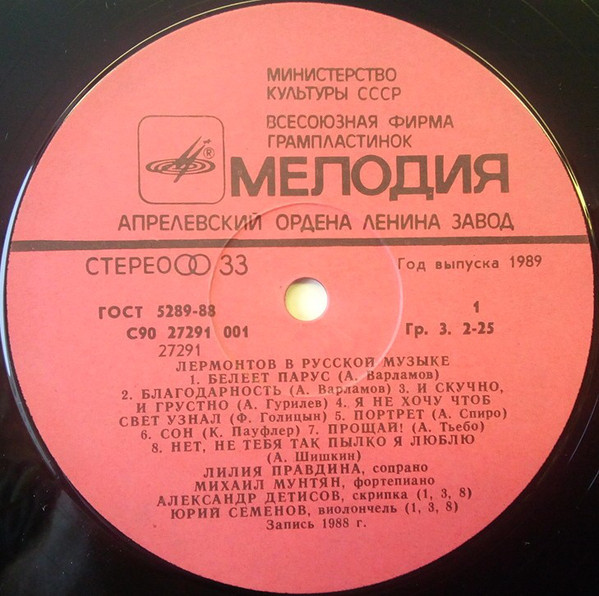 МИНИСТЕРСТВО
КУЛЬТУРЫ СССР
ВСЕСОЮЗНАЯ ФИРМА
ГРАМПЛАСТИНОК
®
МЕЛОДИЯ
АПРЕЛЕВСКИЙ ОРДЕНА ЛЕНИНА ЗАВОД
СТЕРЕО 33 Год выпуска 1989
ГОСТ 5289-88 1
С90 27291 001 Гр. 3. 2-25
27291
ЛЕРМОНТОВ В РУССКОЙ МУЗЫКЕ
1. БЕЛЕЕТ ПАРУС (А. Варламов)
2. БЛАГОДАРНОСТЬ (А. Варламов) 3. И СКУЧНО,
И ГРУСТНО (А. Гурилев) 4. Я НЕ ХОЧУ ЧТОБ
СВЕТ УЗНАЛ (Ф. Голицын) 5. ПОРТРЕТ (А. Спиро)
6. СОН (К. Пауфлер) 7. ПРОЩАЙ! (А. Тьебо)
8. НЕТ, НЕ ТЕБЯ ТАК ПЫЛКО Я ЛЮБЛЮ
(А. Шишкин)
ЛИЛИЯ ПРАВДИНА, сопрано
МИХАИЛ МУНТЯН, фортепиано
АЛЕКСАНДР ДЕТИСОВ, скрипка (1, 3, 8)
ЮРИЙ СЕМЕНОВ, виолончель (1, 3, 8)
Запись 1988 г.